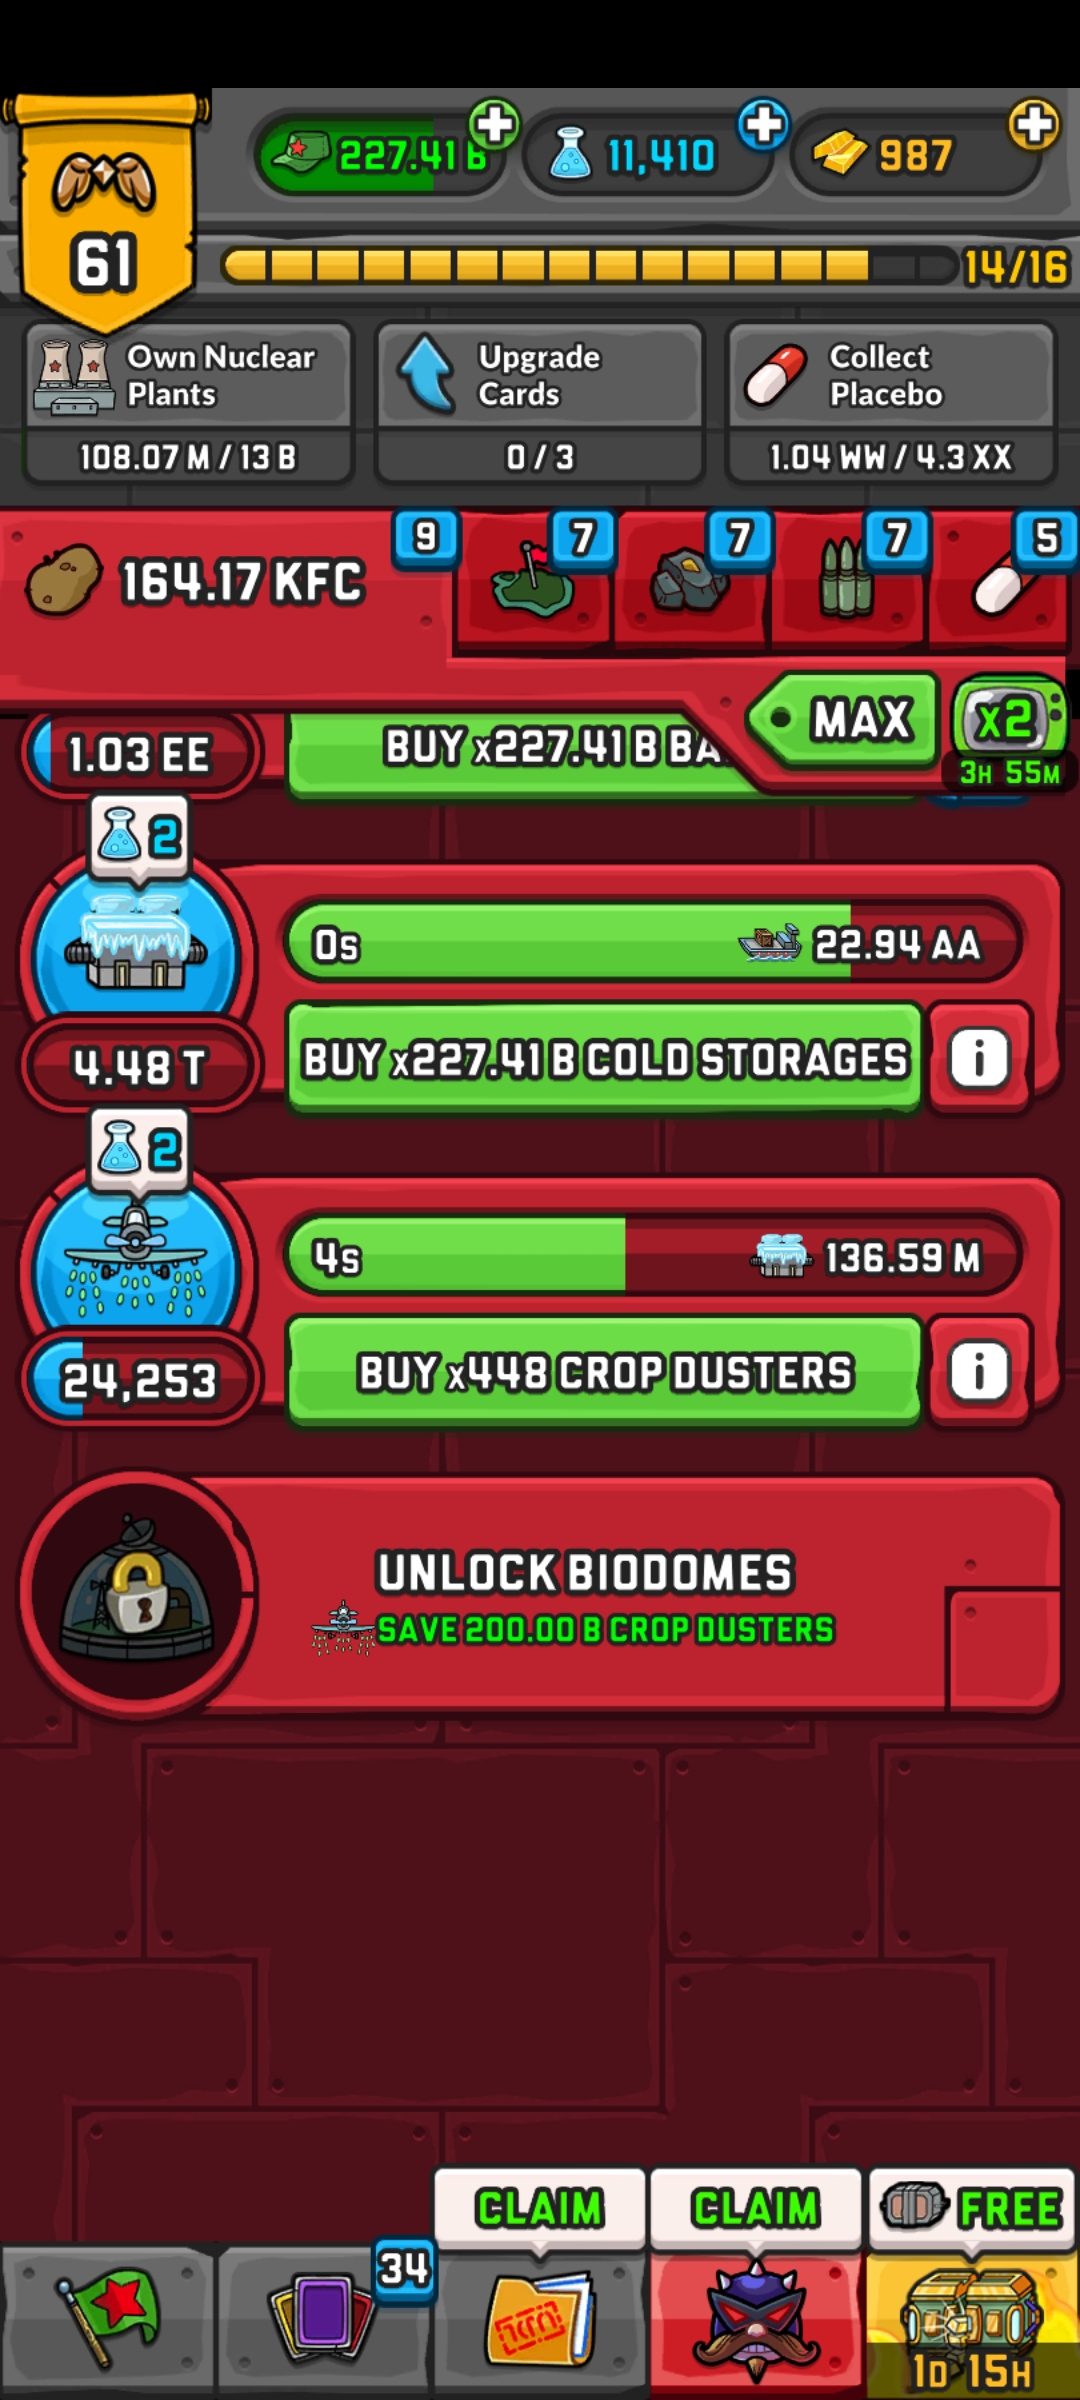 227.41 B
11,410
987
61
14/16
Own Nuclear
Plants
108.07 M / 13 B
Upgrade
Cards
0 / 3
Collect
Placebo
1.04 WW / 4.3 XX
164.17 KFC
9
7
7
7
5
MAX
x2
3H 55M
1.03 EE
BUY x227.41 B BA
2
0s
22.94 AA
4.48 T
BUY x227.41 B COLD STORAGES
i
2
4s
136.59 M
24,253
BUY x448 CROP DUSTERS
i
UNLOCK BIODOMES
SAVE 200.00 B CROP DUSTERS
CLAIM
CLAIM
FREE
34
1D 15H